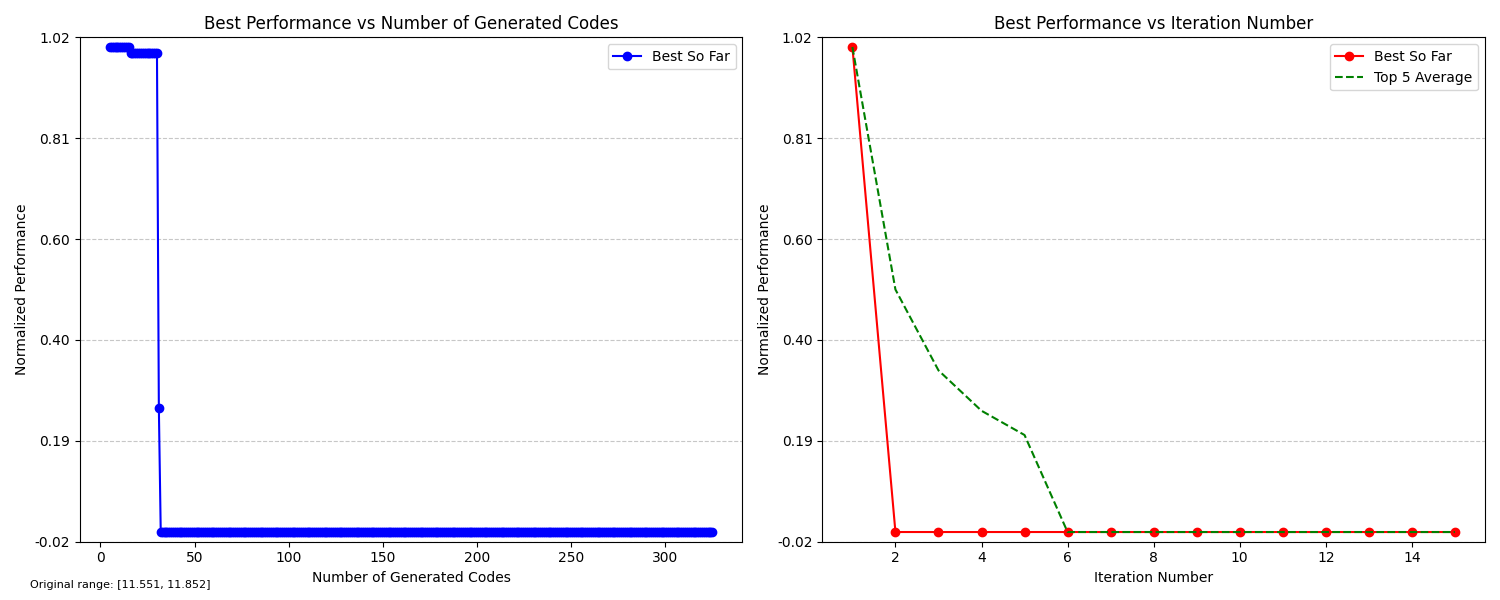 Best Performance vs Number of Generated Codes
Normalized Performance
1.02
0.81
0.60
0.40
0.19
-0.02
Best So Far
0
50
100
150
200
250
300
Number of Generated Codes
Original range: [11.551, 11.852]
Best Performance vs Iteration Number
Normalized Performance
1.02
0.81
0.60
0.40
0.19
-0.02
Best So Far
Top 5 Average
2
4
6
8
10
12
14
Iteration Number